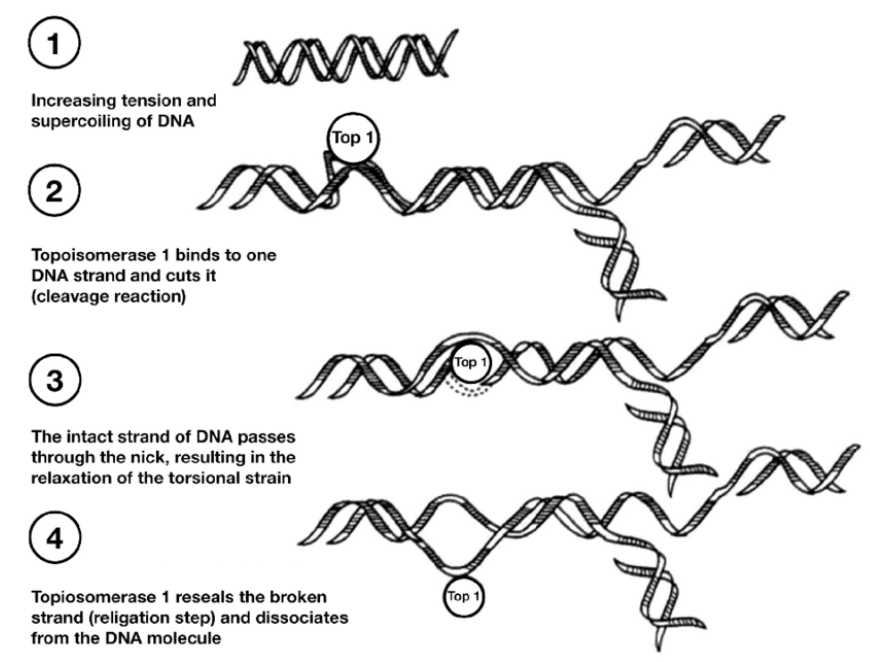 1
Increasing tension and
supercoiling of DNA
Top 1
2
Topoisomerase 1 binds to one
DNA strand and cuts it
(cleavage reaction)
Top 1
3
The intact strand of DNA passes
through the nick, resulting in the
relaxation of the torsional strain
4
Topiosomerase 1 reseals the broken
strand (religation step) and dissociates
from the DNA molecule
Top 1